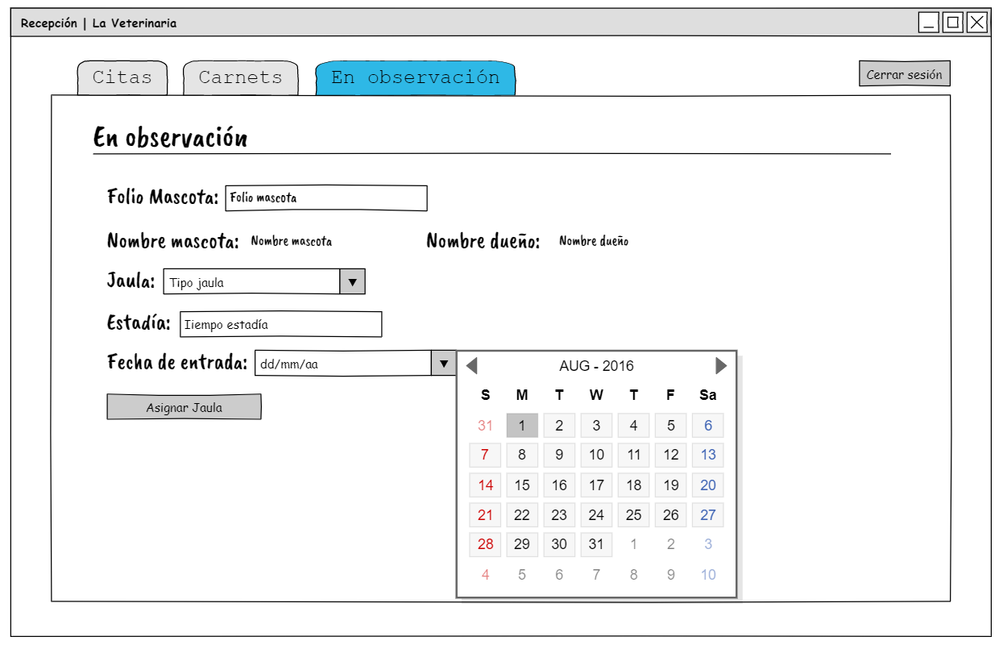 Recepción | La Veterinaria
Citas Carnets En observación Cerrar sesión
En observación
Folio Mascota: Folio mascota
Nombre mascota: Nombre mascota Nombre dueño: Nombre dueño
Jaula: Tipo jaula
Estadía: Iiempo estadía
Fecha de entrada: dd/mm/aa
Asignar Jaula
AUG - 2016
S M T W T F Sa
31 1 2 3 4 5 6
7 8 9 10 11 12 13
14 15 16 17 18 19 20
21 22 23 24 25 26 27
28 29 30 31 1 2 3
4 5 6 7 8 9 10